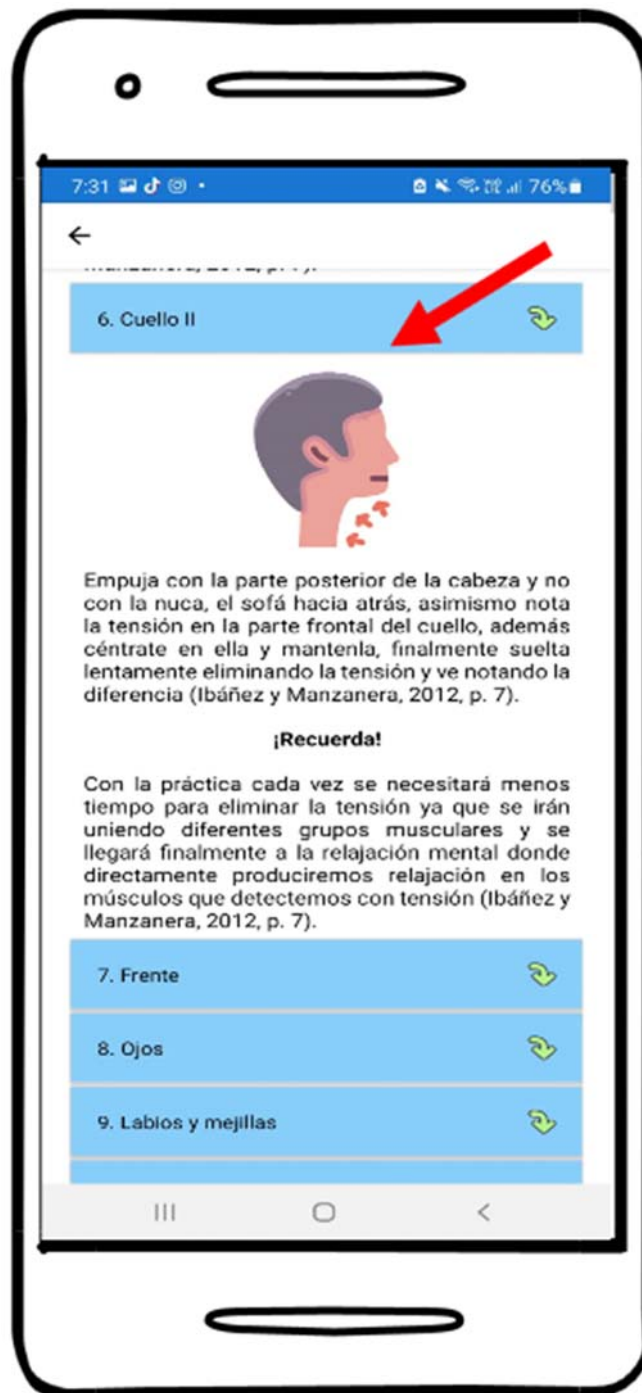 7:31
76%
6. Cuello II
Empuja con la parte posterior de la cabeza y no
con la nuca, el sofá hacia atrás, asimismo nota
la tensión en la parte frontal del cuello, además
céntrate en ella y mantenla, finalmente suelta
lentamente eliminando la tensión y ve notando la
diferencia (Ibáñez y Manzanera, 2012, p. 7).
¡Recuerda!
Con la práctica cada vez se necesitará menos
tiempo para eliminar la tensión ya que se irán
uniendo diferentes grupos musculares y se
llegará finalmente a la relajación mental donde
directamente produciremos relajación en los
músculos que detectemos con tensión (Ibáñez y
Manzanera, 2012, p. 7).
7. Frente
8. Ojos
9. Labios y mejillas